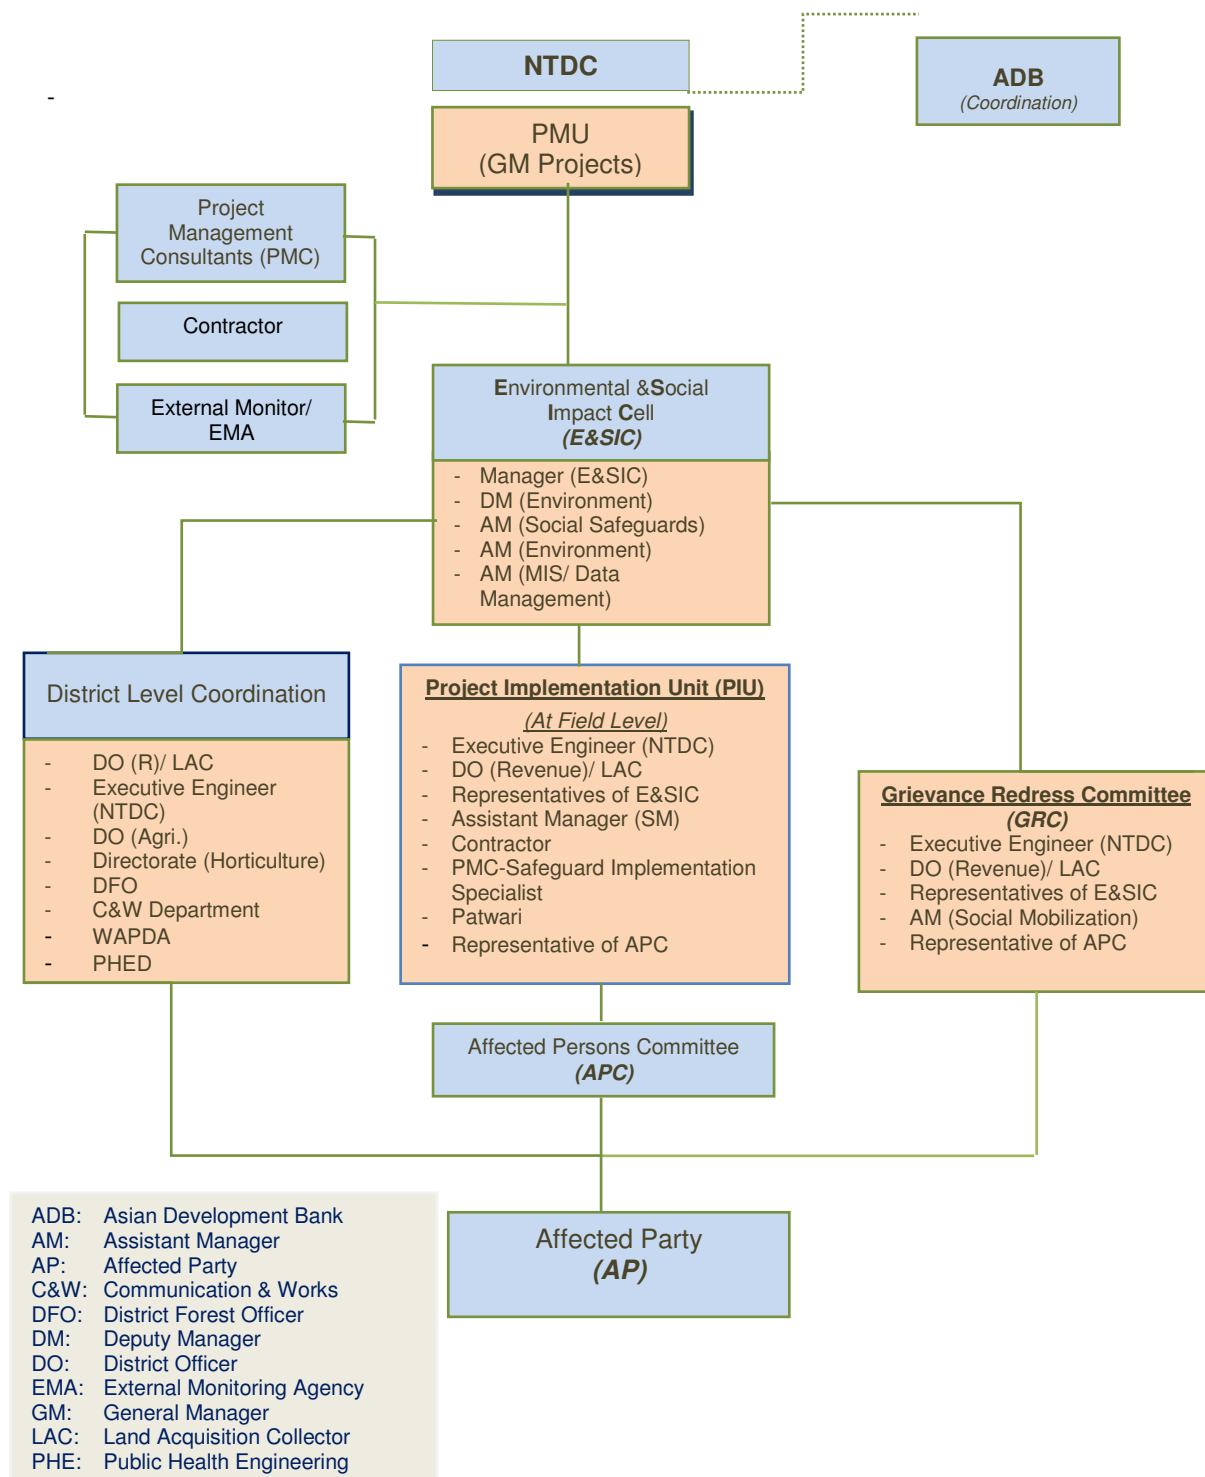 NTDC
ADB
(Coordination)
-
PMU
(GM Projects)
Project
Management
Consultants (PMC)
Contractor
External Monitor/
EMA
Environmental &Social
Impact Cell
(E&SIC)
- Manager (E&SIC)
- DM (Environment)
- AM (Social Safeguards)
- AM (Environment)
- AM (MIS/ Data
Management)
District Level Coordination
- DO (R)/ LAC
- Executive Engineer
(NTDC)
- DO (Agri.)
- Directorate (Horticulture)
- DFO
- C&W Department
- WAPDA
- PHED
Project Implementation Unit (PIU)
(At Field Level)
- Executive Engineer (NTDC)
- DO (Revenue)/ LAC
- Representatives of E&SIC
- Assistant Manager (SM)
- Contractor
- PMC-Safeguard Implementation
Specialist
- Patwari
- Representative of APC
Grievance Redress Committee
(GRC)
- Executive Engineer (NTDC)
- DO (Revenue)/ LAC
- Representatives of E&SIC
- AM (Social Mobilization)
- Representative of APC
Affected Persons Committee
(APC)
Affected Party
(AP)
ADB: Asian Development Bank
AM: Assistant Manager
AP: Affected Party
C&W: Communication & Works
DFO: District Forest Officer
DM: Deputy Manager
DO: District Officer
EMA: External Monitoring Agency
GM: General Manager
LAC: Land Acquisition Collector
PHE: Public Health Engineering